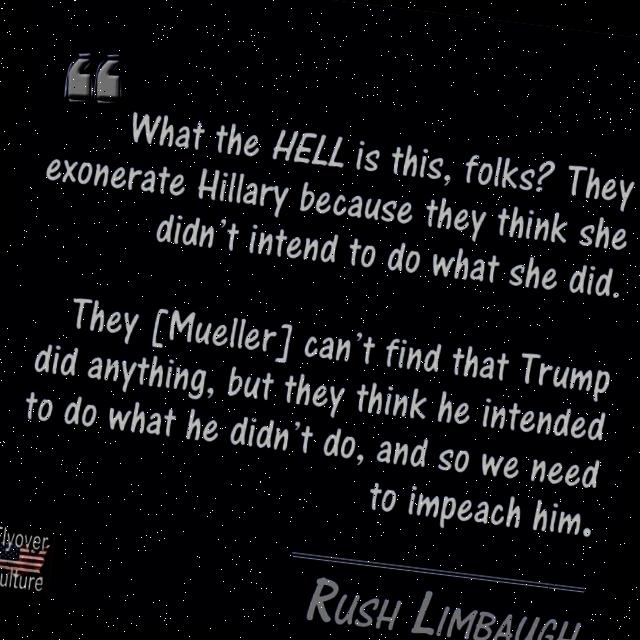 What the HELL is this, folks? They
exonerate Hillary because they think she
didn't intend to do what she did.
They [Mueller] can't find that Trump
did anything, but they think he intended
to do what he didn't do, and so we need
to impeach him.
Flyover
Culture
RUSH LIMBAUGH